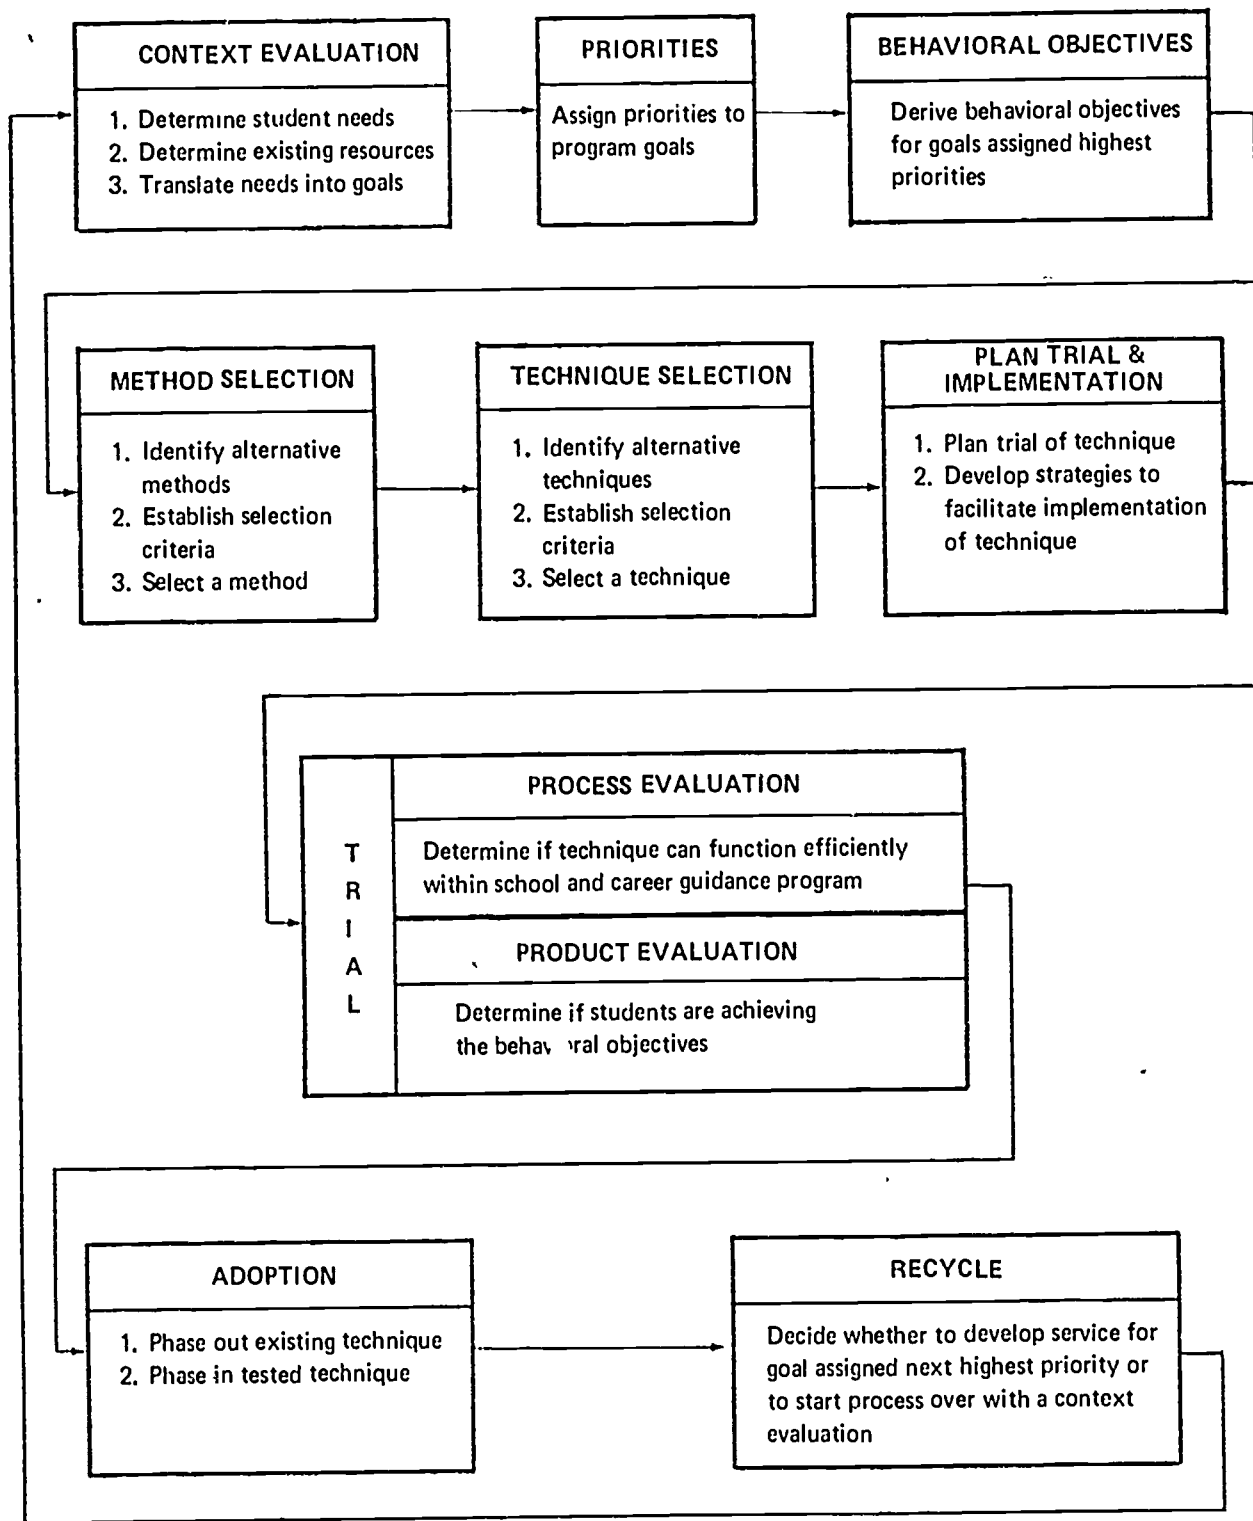 CONTEXT EVALUATION
1. Determine student needs
2. Determine existing resources
3. Translate needs into goals
PRIORITIES
Assign priorities to
program goals
BEHAVIORAL OBJECTIVES
Derive behavioral objectives
for goals assigned highest
priorities
METHOD SELECTION
1. Identify alternative
methods
2. Establish selection
criteria
3. Select a method
TECHNIQUE SELECTION
1. Identify alternative
techniques
2. Establish selection
criteria
3. Select a technique
PLAN TRIAL &
IMPLEMENTATION
1. Plan trial of technique
2. Develop strategies to
facilitate implementation
of technique
TRIAL
PROCESS EVALUATION
Determine if technique can function efficiently
within school and career guidance program
PRODUCT EVALUATION
Determine if students are achieving
the objectives
ADOPTION
1. Phase out existing technique
2. Phase in tested technique
RECYCLE
Decide whether to develop service for
goal assigned next highest priority or
to start process over with a context
evaluation